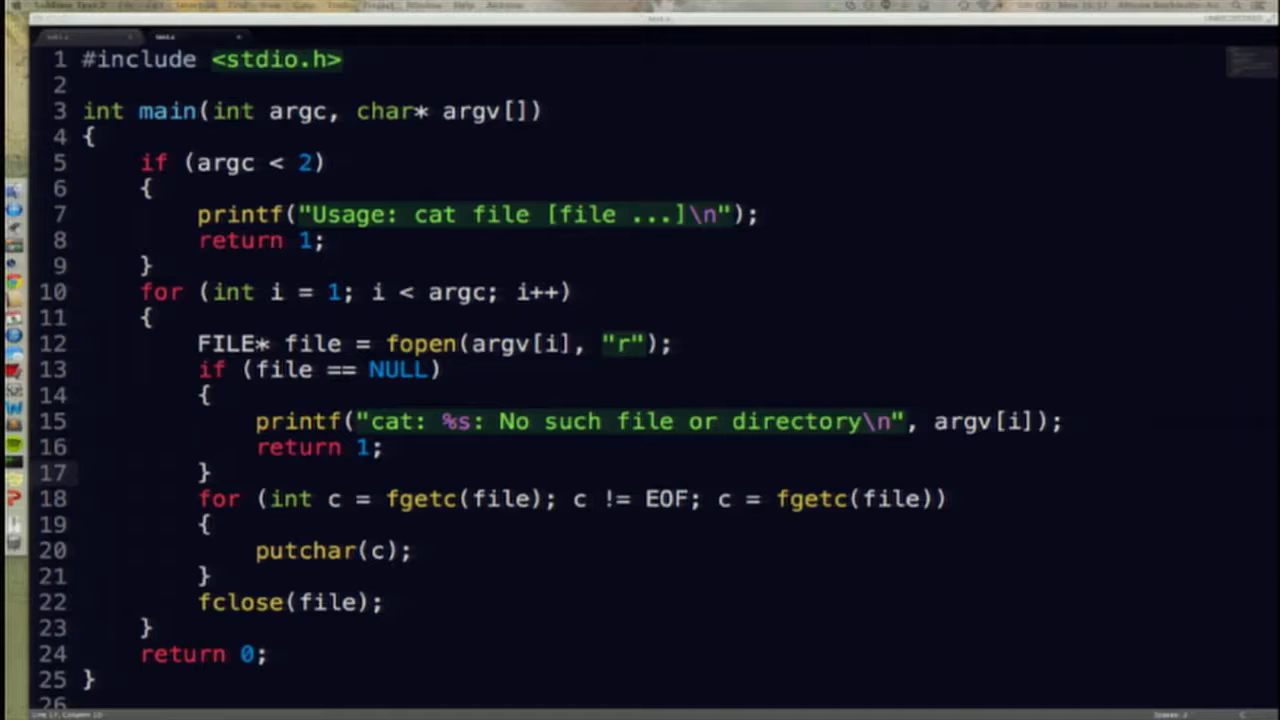 1 #include <stdio.h>
2
3 int main(int argc, char* argv[])
4 {
5 if (argc < 2)
6 {
7 printf("Usage: cat file [file ...]\n");
8 return 1;
9 }
10 for (int i = 1; i < argc; i++)
11 {
12 FILE* file = fopen(argv[i], "r");
13 if (file == NULL)
14 {
15 printf("cat: %s: No such file or directory\n", argv[i]);
16 return 1;
17 }
18 for (int c = fgetc(file); c != EOF; c = fgetc(file))
19 {
20 putchar(c);
21 }
22 fclose(file);
23 }
24 return 0;
25 }
26